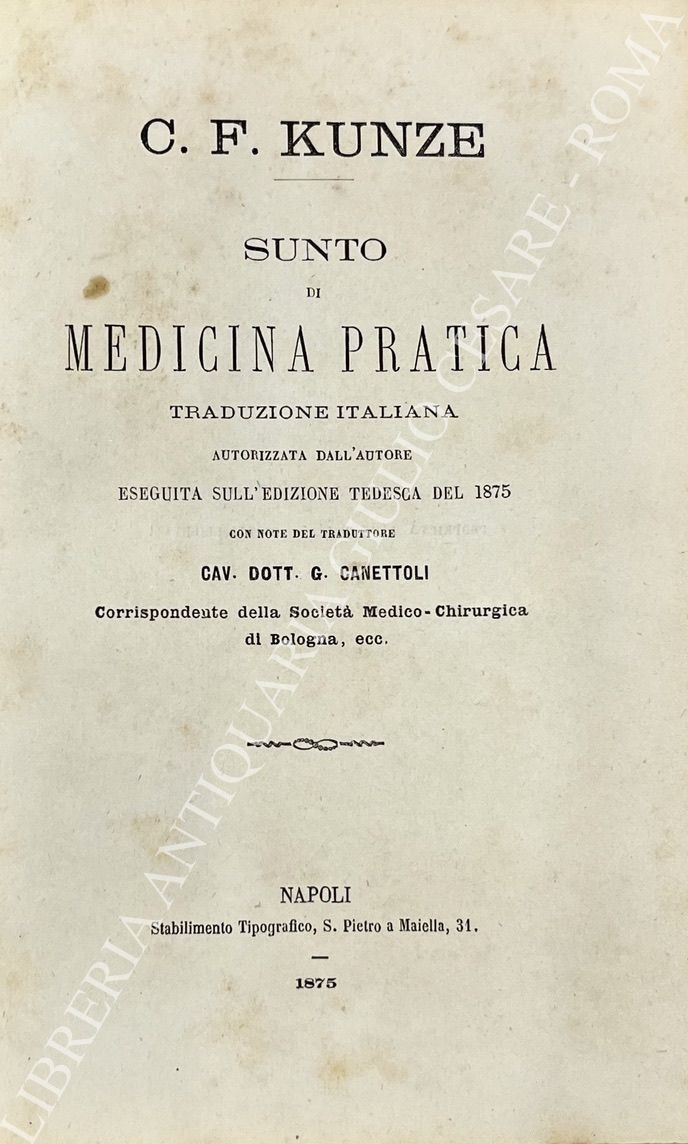 C. F. KUNZE
SUNTO
DI
MEDICINA PRATICA
TRADUZIONE ITALIANA
AUTORIZZATA DALL'AUTORE
ESEGUITA SULL'EDIZIONE TEDESCA DEL 1875
CON NOTE DEL TRADUTTORE
CAV. DOTT. G. CANETTOLI
Corrispondente della Società Medico-Chirurgica
di Bologna, ecc.
NAPOLI
Stabilimento Tipografico, S. Pietro a Maiella, 31.
1875
LIBRERIA ANTIQUARIA GIULIO CESARE - ROMA